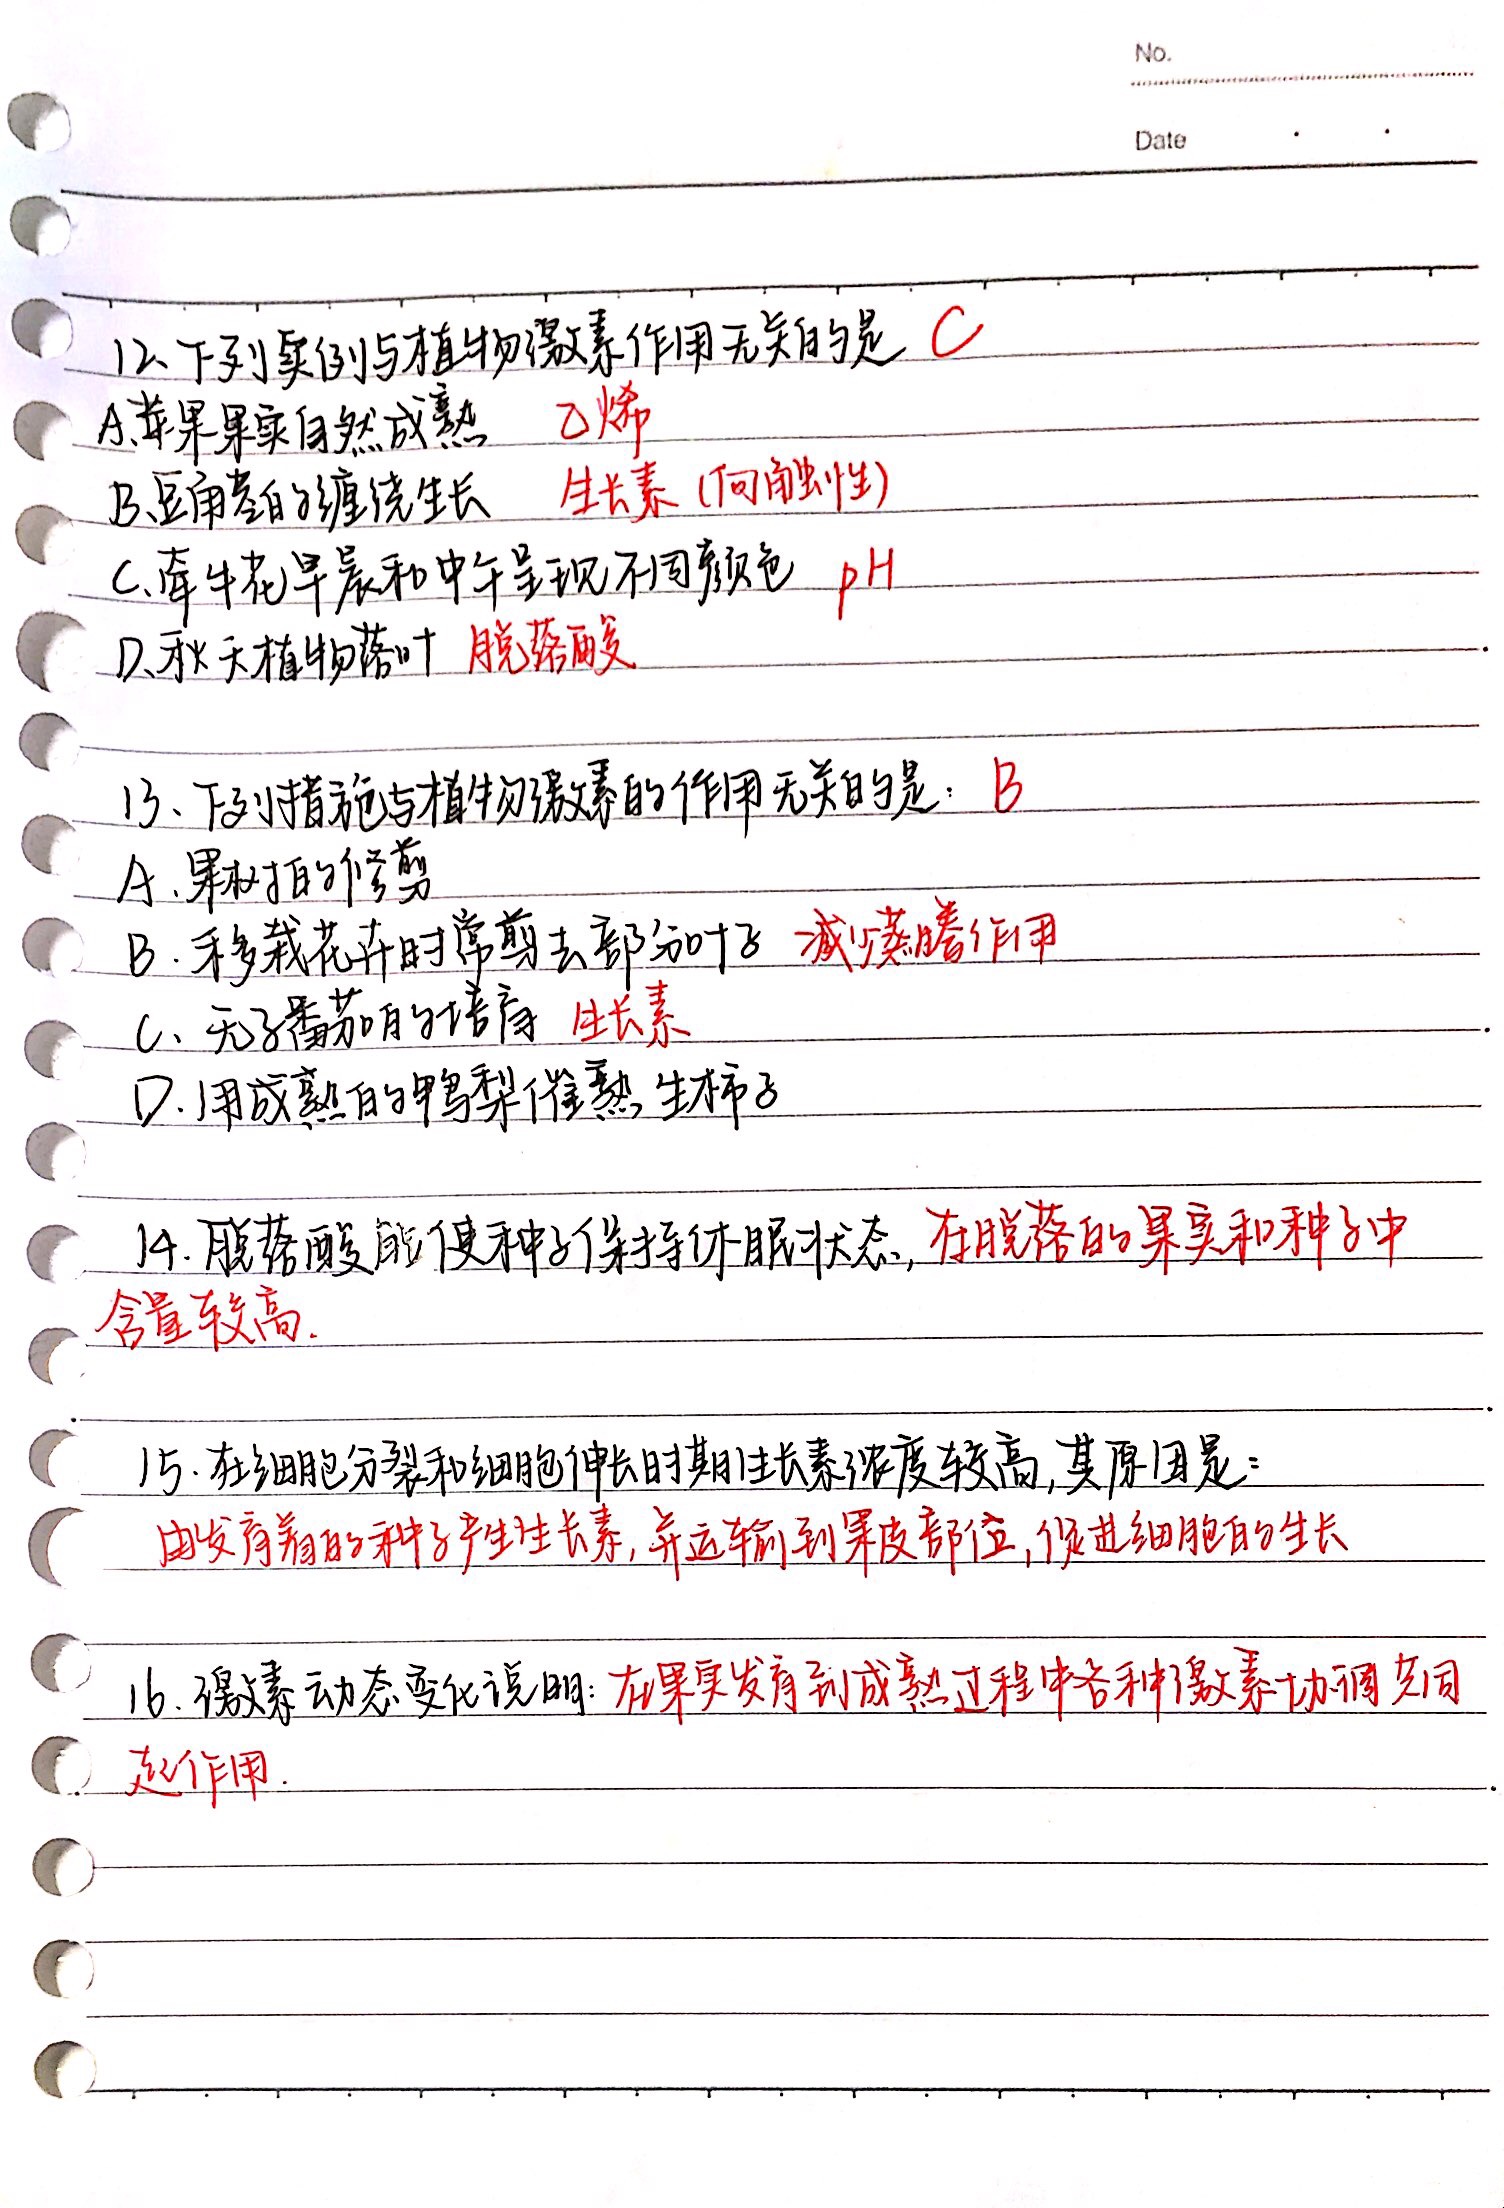 No.
Date
12、下列实例与植物激素作用无关的是 C
A、苹果果实自然成熟 乙烯
B、豆角茎的缠绕生长 生长素(向触性)
C、牵牛花早晨和中午呈现不同颜色 pH
D、秋天植物落叶 脱落酸
13、下列措施与植物激素的作用无关的是： B
A.果树的修剪
B.移栽花卉时常剪去部分叶子 减少蒸腾作用
C、无子番茄的培育 生长素
D.用成熟的鸭梨催熟生柿子
14.脱落酸能使种子保持休眠状态，在脱落的果实和种子中
含量较高.
15.在细胞分裂和细胞伸长时期生长素浓度较高，其原因是：
由发育着的种子产生生长素，并运输到果皮部位，促进细胞的生长
16.激素动态变化说明：在果实发育到成熟过程中各种激素协调共同
起作用.